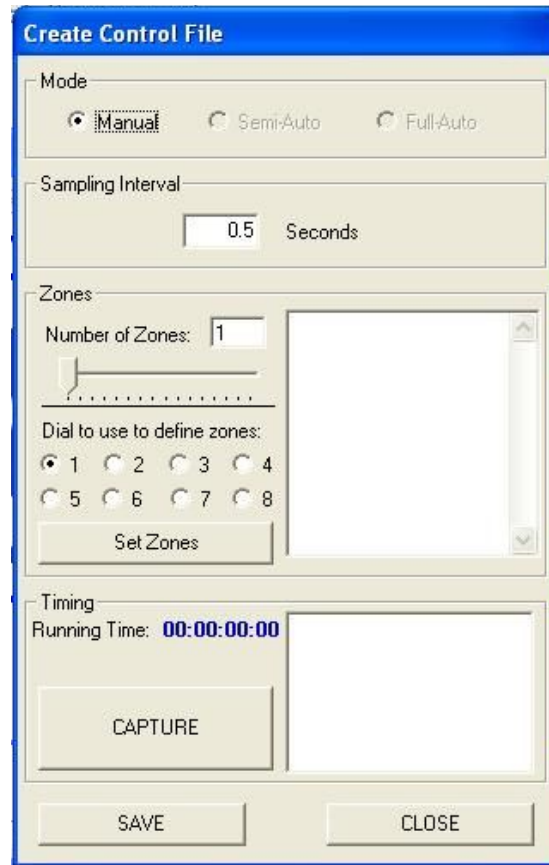 Create Control File
Mode
Manual Semi-Auto Full-Auto
Sampling Interval
0.5 Seconds
Zones
Number of Zones: 1
Dial to use to define zones:
1 2 3 4
5 6 7 8
Set Zones
Timing
Running Time: 00:00:00:00
CAPTURE
SAVE CLOSE